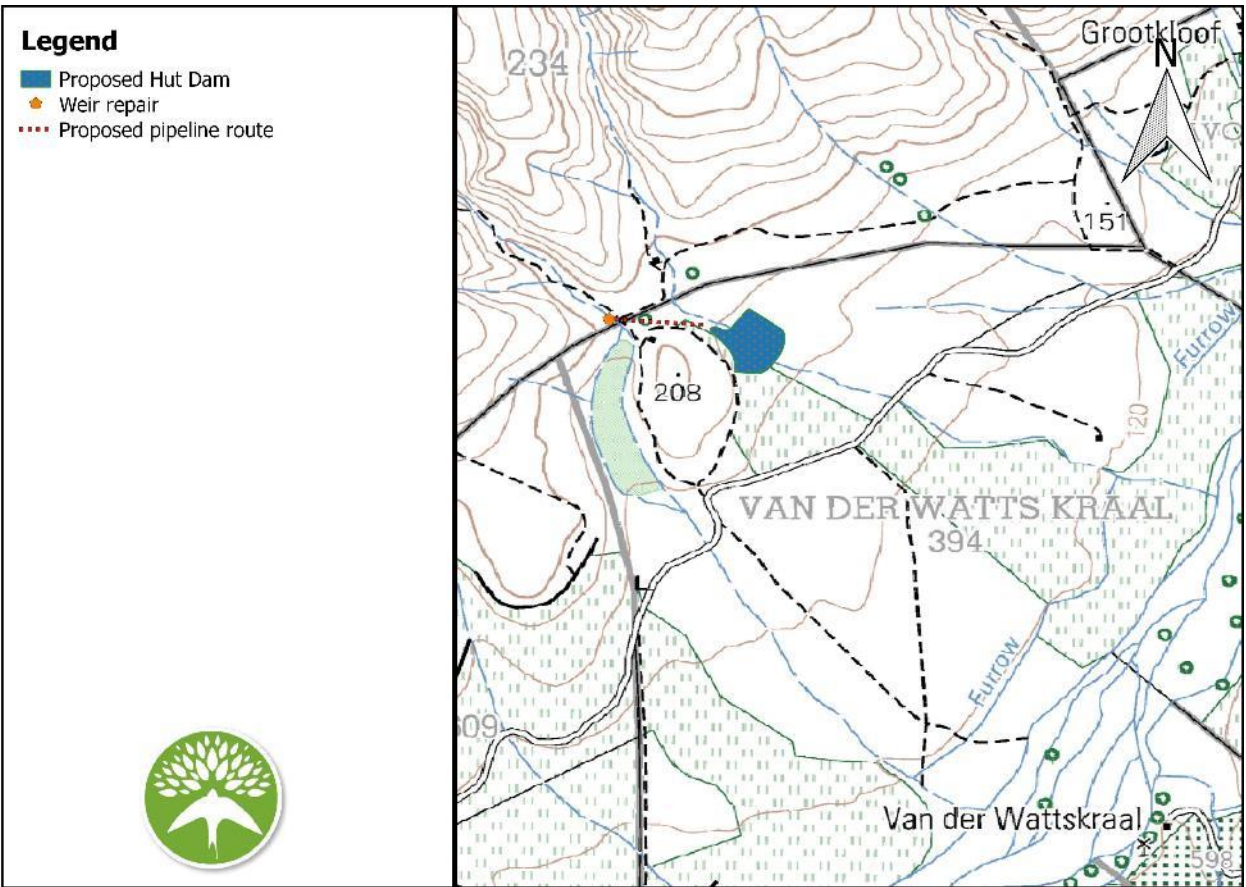 Legend
Proposed Hut Dam
Weir repair
Proposed pipeline route
Grootkloof
N
234
151
Furrow
208
120
VAN DER WATTS KRAAL
394
Furrow
609
Van der Wattskraal
598